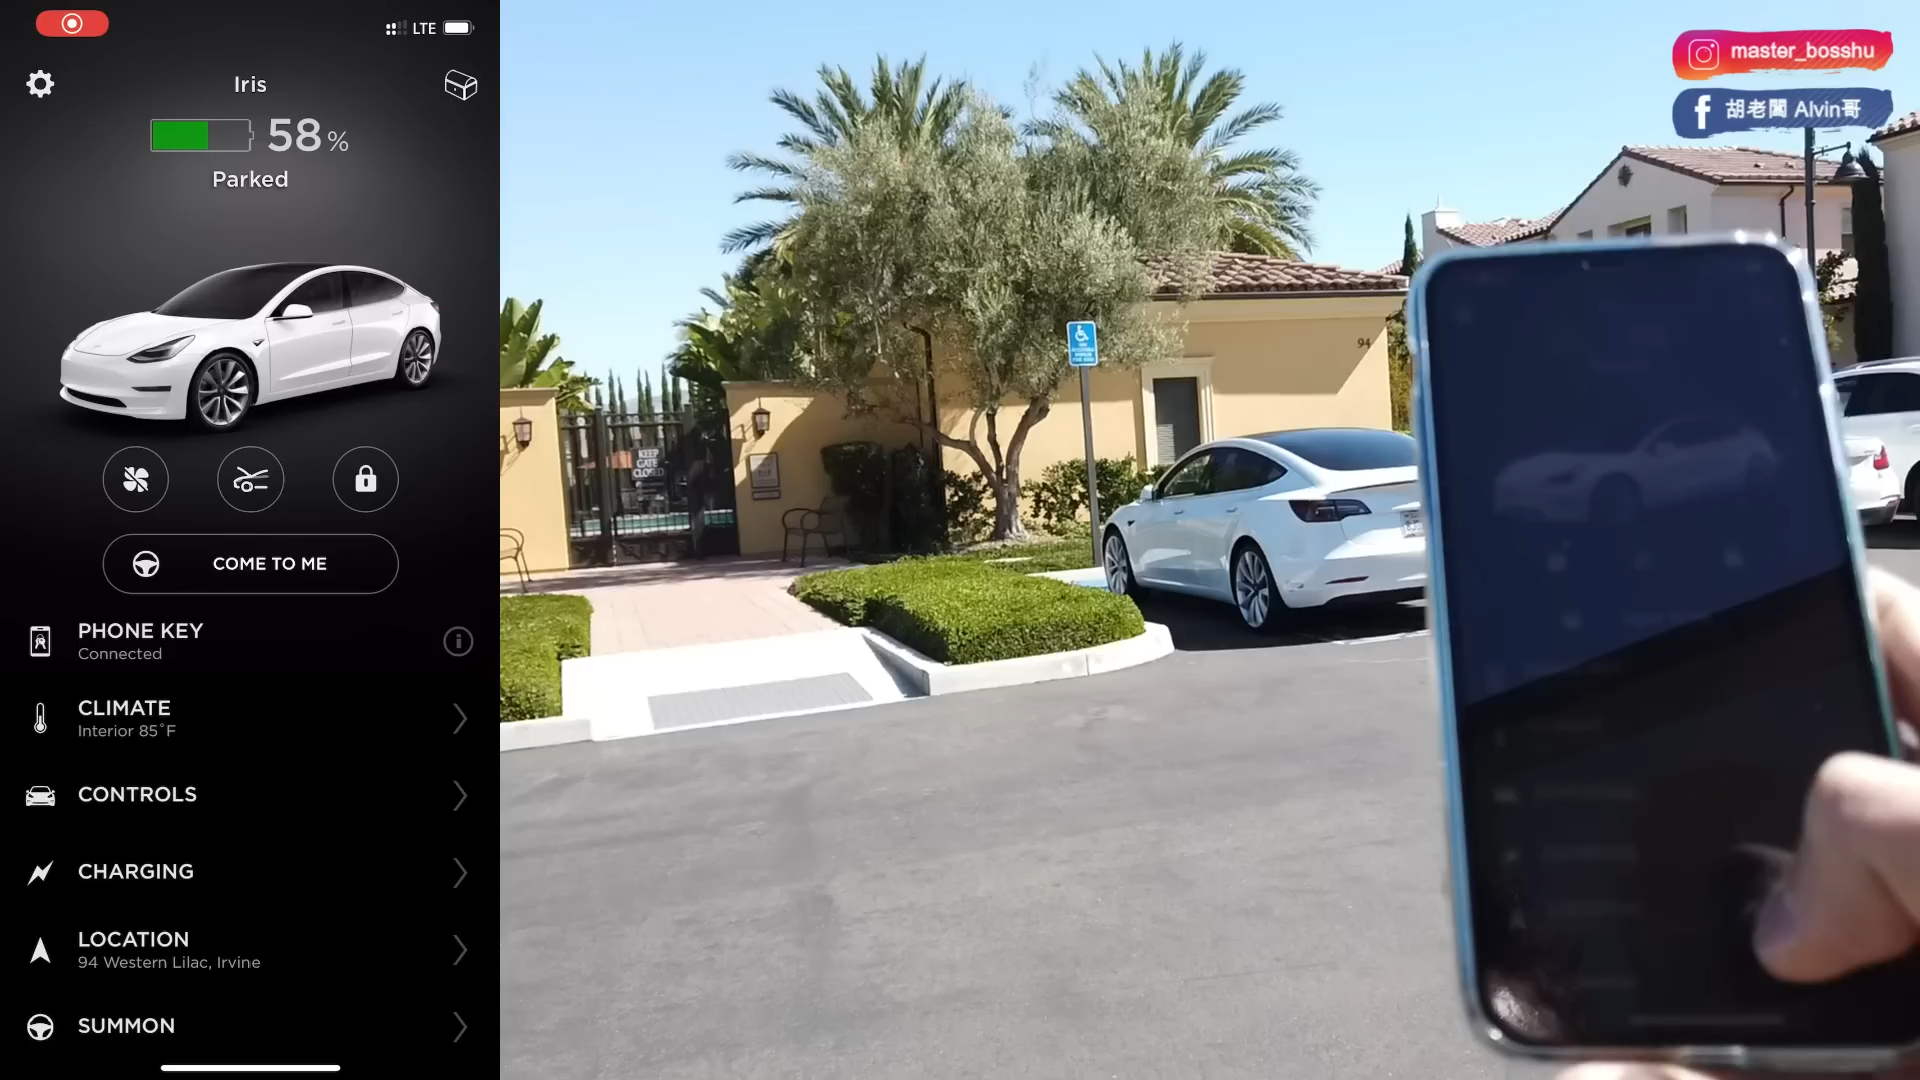 LTE
Iris
58%
Parked
COME TO ME
PHONE KEY
Connected
CLIMATE
Interior 85°F
CONTROLS
CHARGING
LOCATION
94 Western Lilac, Irvine
SUMMON
master_bosshu
胡老闆 Alvin哥
94
KEEP
GATE
CLOSED